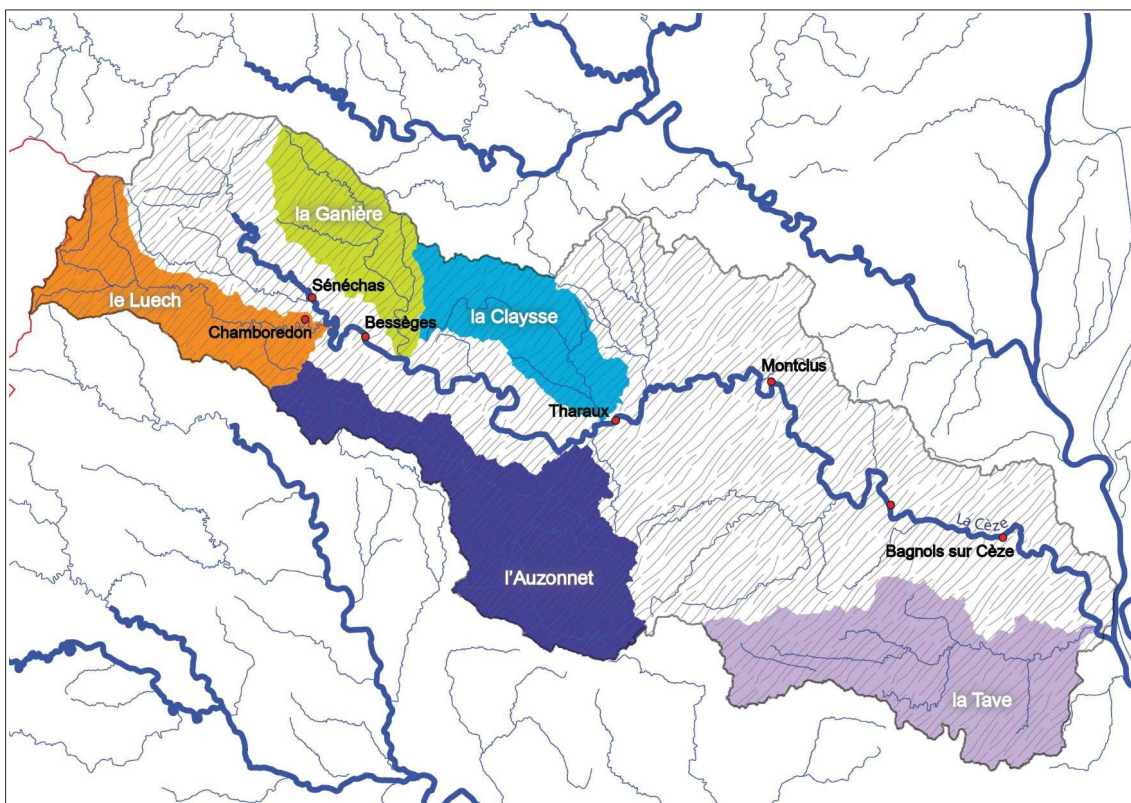 la Ganière
Sénéchas
le Luech
Chamboredon
Bessèges
la Claysse
Montclus
Tharaux
La Cèze
Bagnols sur Cèze
l'Auzonnet
la Tave